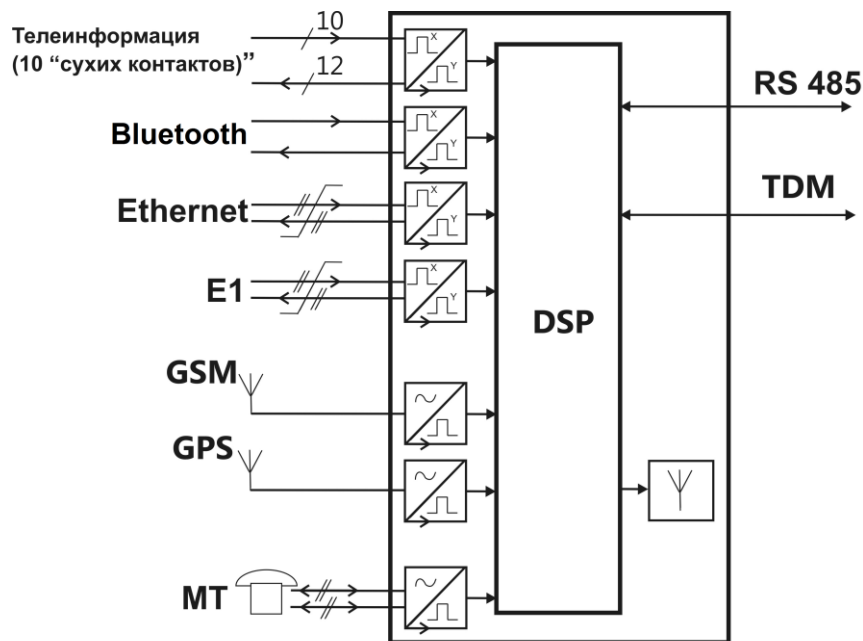 Телеинформация
(10 “сухих контактов)”
10
12
X
Y
Bluetooth
X
Y
Ethernet
X
Y
E1
X
Y
GSM
GPS
MT
DSP
RS 485
TDM